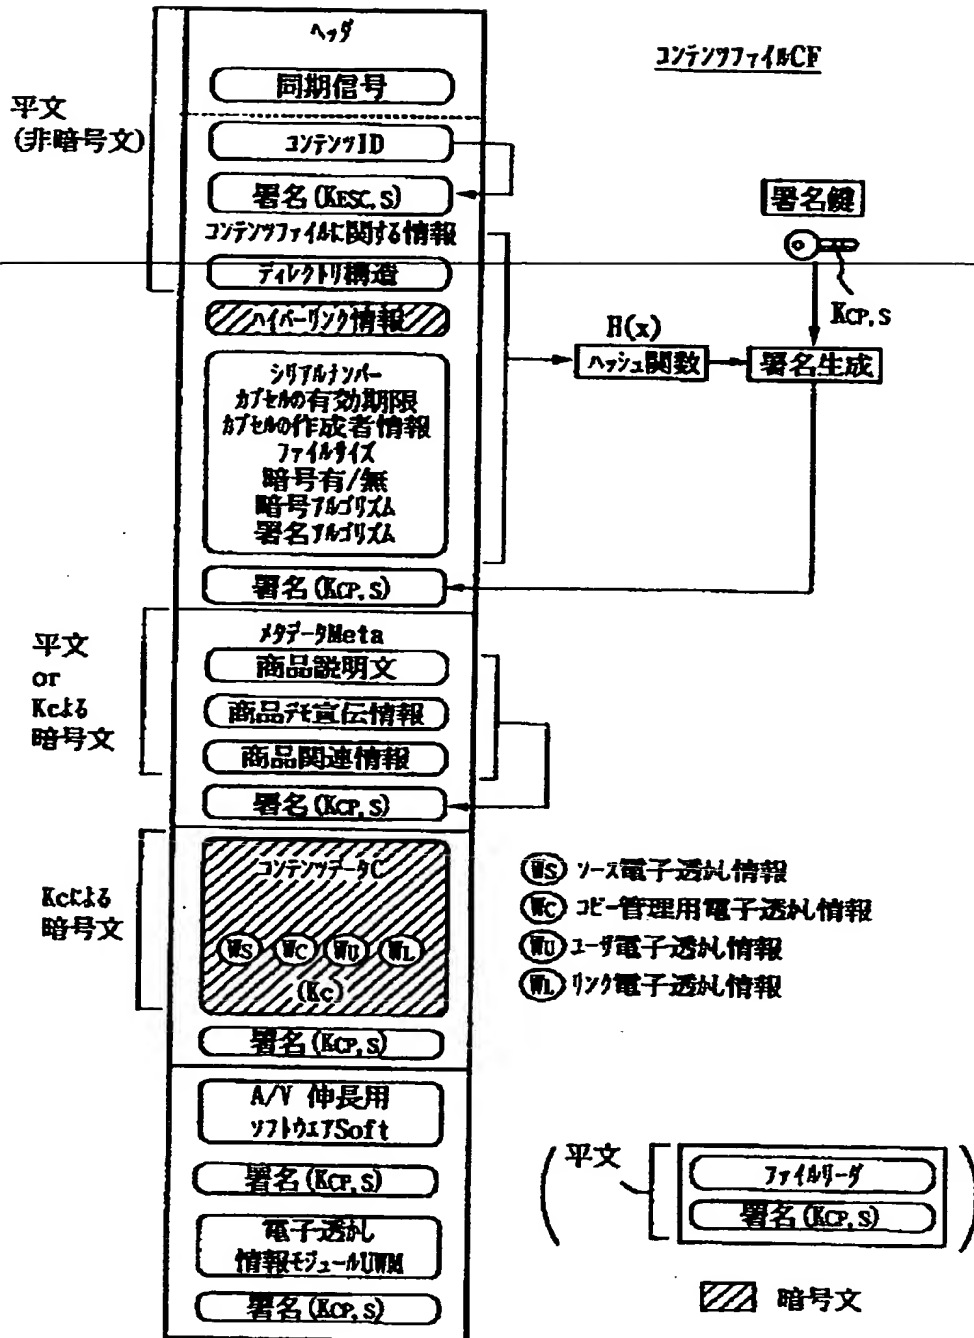 ヘッダ
コンテンツファイルCF
同期信号
平文
(非暗号文)
コンテンツID
署名(KESC,S)
署名鍵
コンテンツファイルに関する情報
ディレクトリ構造
ハイパーリンク情報
KCP,S
H(x)
ハッシュ関数
署名生成
シリアルナンバー
カプセルの有効期限
カプセルの作成者情報
ファイルサイズ
暗号有/無
暗号アルゴリズム
署名アルゴリズム
署名(KCP,S)
平文
or
Kcよる
暗号文
メタデータMeta
商品説明文
商品デモ宣伝情報
商品関連情報
署名(KCP,S)
Kcによる
暗号文
コンテンツデータC
WS WC WU WL
(Kc)
WS ソース電子透かし情報
WC コピー管理用電子透かし情報
WU ユーザ電子透かし情報
WL リンク電子透かし情報
署名(KCP,S)
A/V 伸長用
ソフトウエアSoft
署名(KCP,S)
電子透かし
情報モジュールUWM
署名(KCP,S)
平文
ファイルリーダ
署名(KCP,S)
暗号文